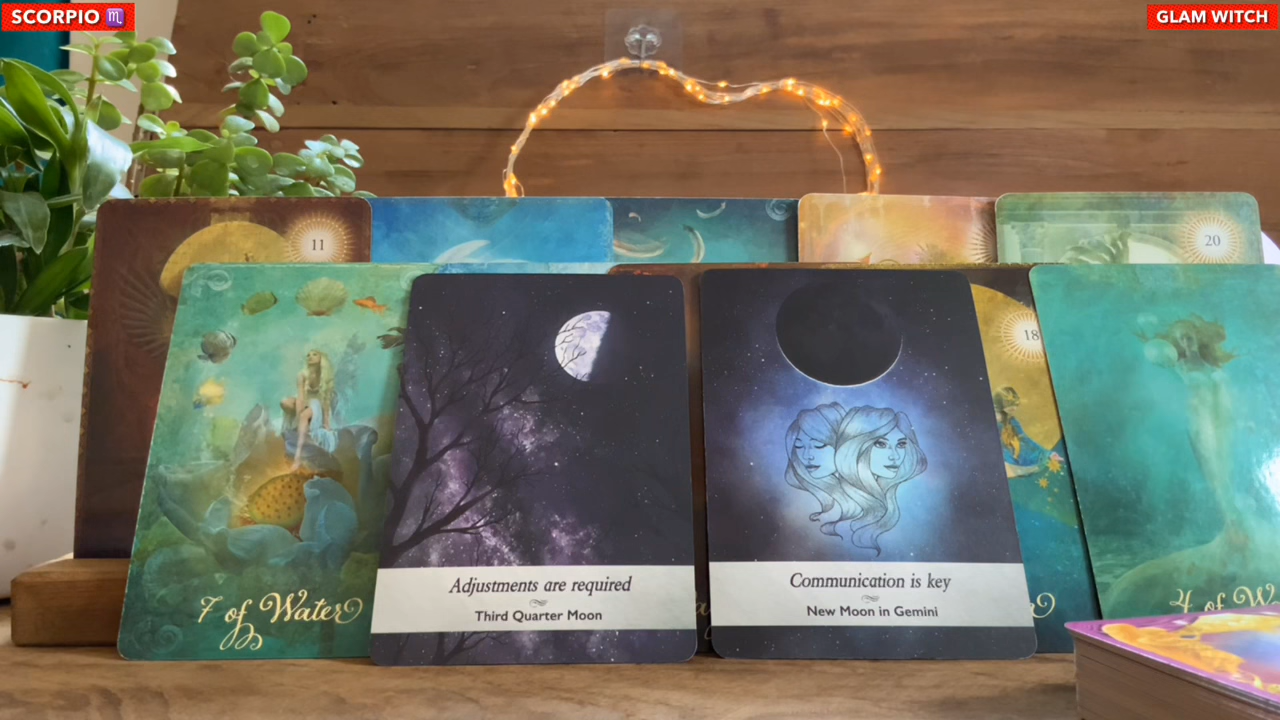 SCORPIO ♏
GLAM WITCH
11
20
18
7 of Water
Adjustments are required
Third Quarter Moon
Communication is key
New Moon in Gemini
4 of W